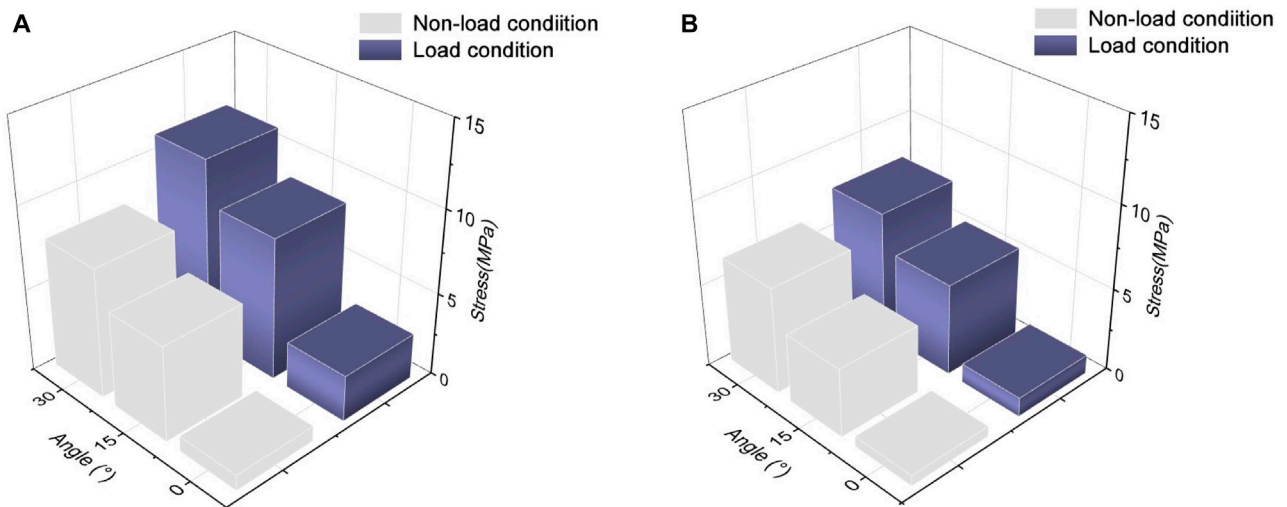 A
Non-load condiition
Load condition
15
10
5
0
Stress(MPa)
30
15
0
Angle (°)
B
Non-load condiition
Load condition
15
10
5
0
Stress(MPa)
30
15
0
Angle (°)